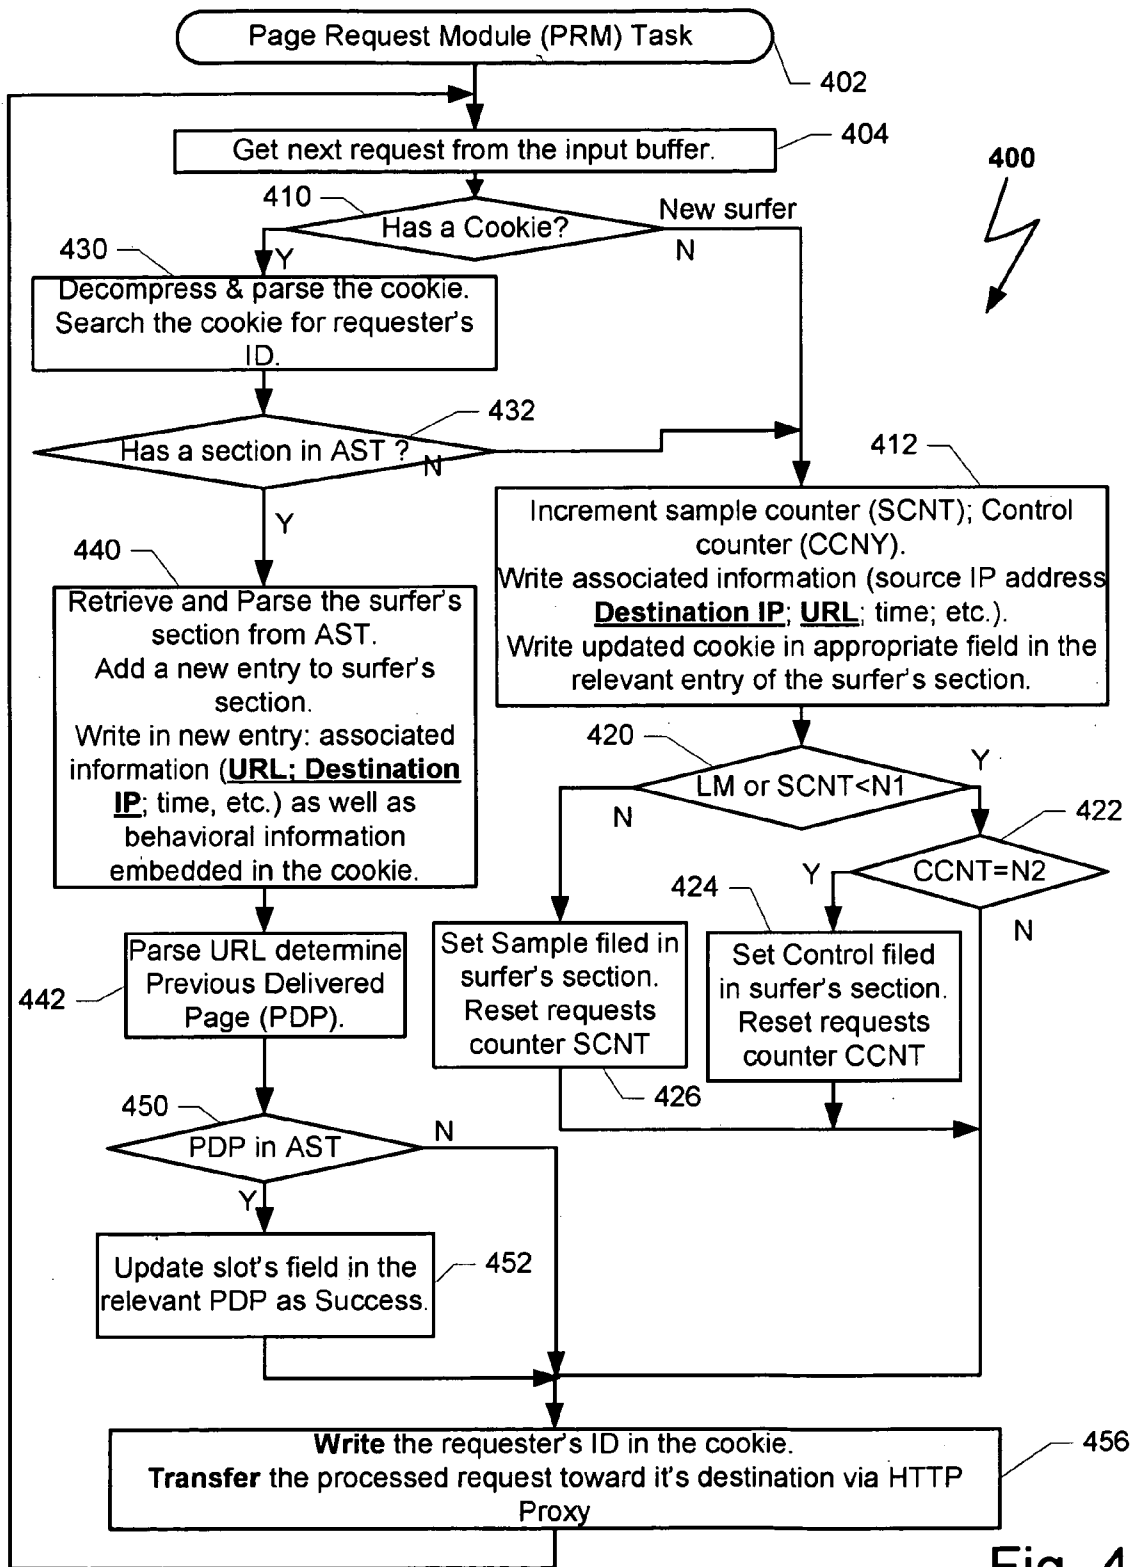 Page Request Module (PRM) Task
402
Get next request from the input buffer.
404
400
410
Has a Cookie?
New surfer
N
Y
430
Decompress & parse the cookie.
Search the cookie for requester's
ID.
432
Has a section in AST ?
N
Y
412
Increment sample counter (SCNT); Control
counter (CCNY).
Write associated information (source IP address
Destination IP; URL; time; etc.).
Write updated cookie in appropriate field in the
relevant entry of the surfer's section.
440
Retrieve and Parse the surfer's
section from AST.
Add a new entry to surfer's
section.
Write in new entry: associated
information (URL; Destination
IP; time, etc.) as well as
behavioral information
embedded in the cookie.
420
LM or SCNT<N1
Y
N
422
CCNT=N2
Y
N
424
Set Control filed
in surfer's section.
Reset requests
counter CCNT
Set Sample filed in
surfer's section.
Reset requests
counter SCNT
426
442
Parse URL determine
Previous Delivered
Page (PDP).
450
PDP in AST
N
Y
Update slot's field in the
relevant PDP as Success.
452
Write the requester's ID in the cookie.
Transfer the processed request toward it's destination via HTTP
Proxy
456
Fig. 4